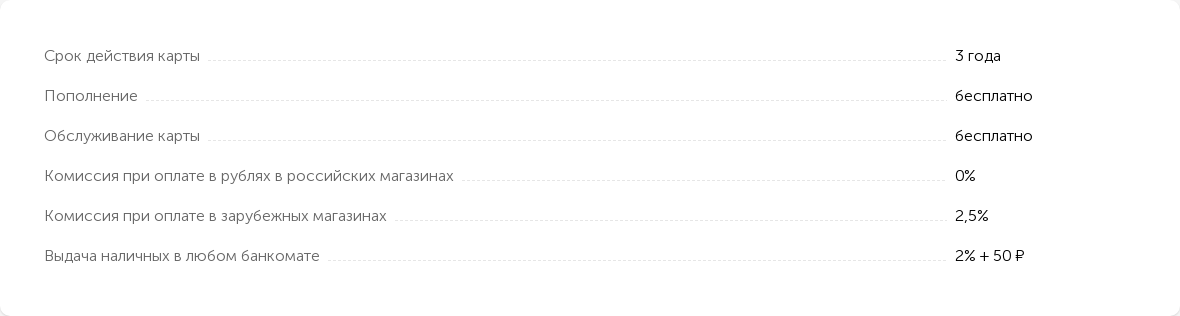 Срок действия карты 3 года
Пополнение бесплатно
Обслуживание карты бесплатно
Комиссия при оплате в рублях в российских магазинах 0%
Комиссия при оплате в зарубежных магазинах 2,5%
Выдача наличных в любом банкомате 2% + 50 ₽